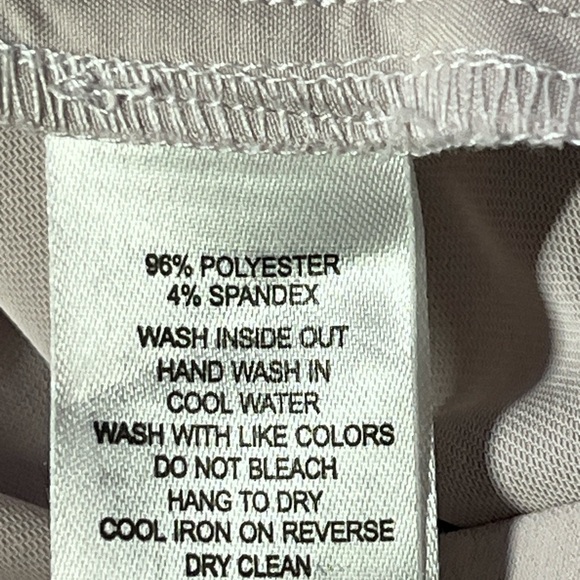 96% POLYESTER
4% SPANDEX
WASH INSIDE OUT
HAND WASH IN
COOL WATER
WASH WITH LIKE COLORS
DO NOT BLEACH
HANG TO DRY
COOL IRON ON REVERSE
DRY CLEAN